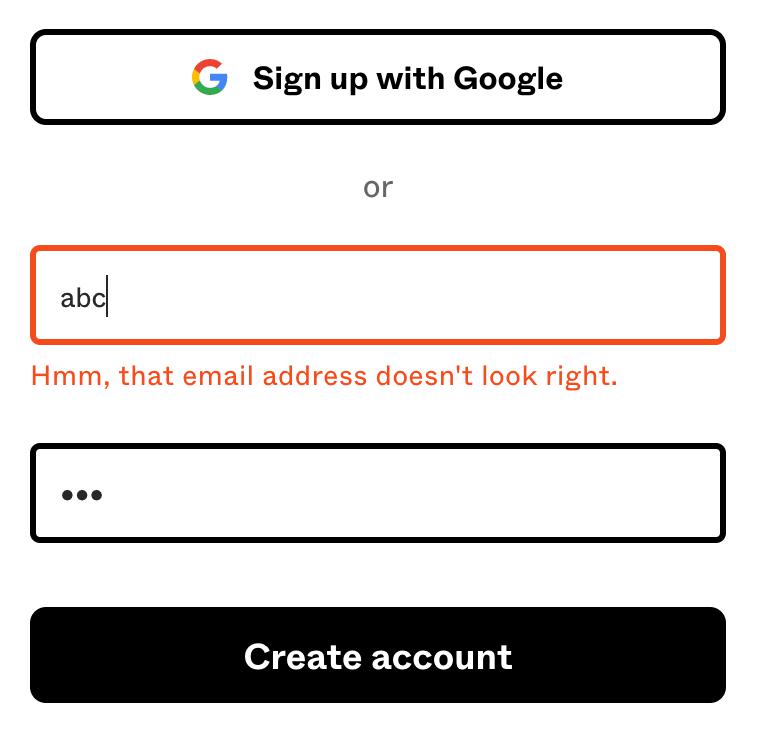 Sign up with Google
or
abc
Hmm, that email address doesn't look right.
•••
Create account